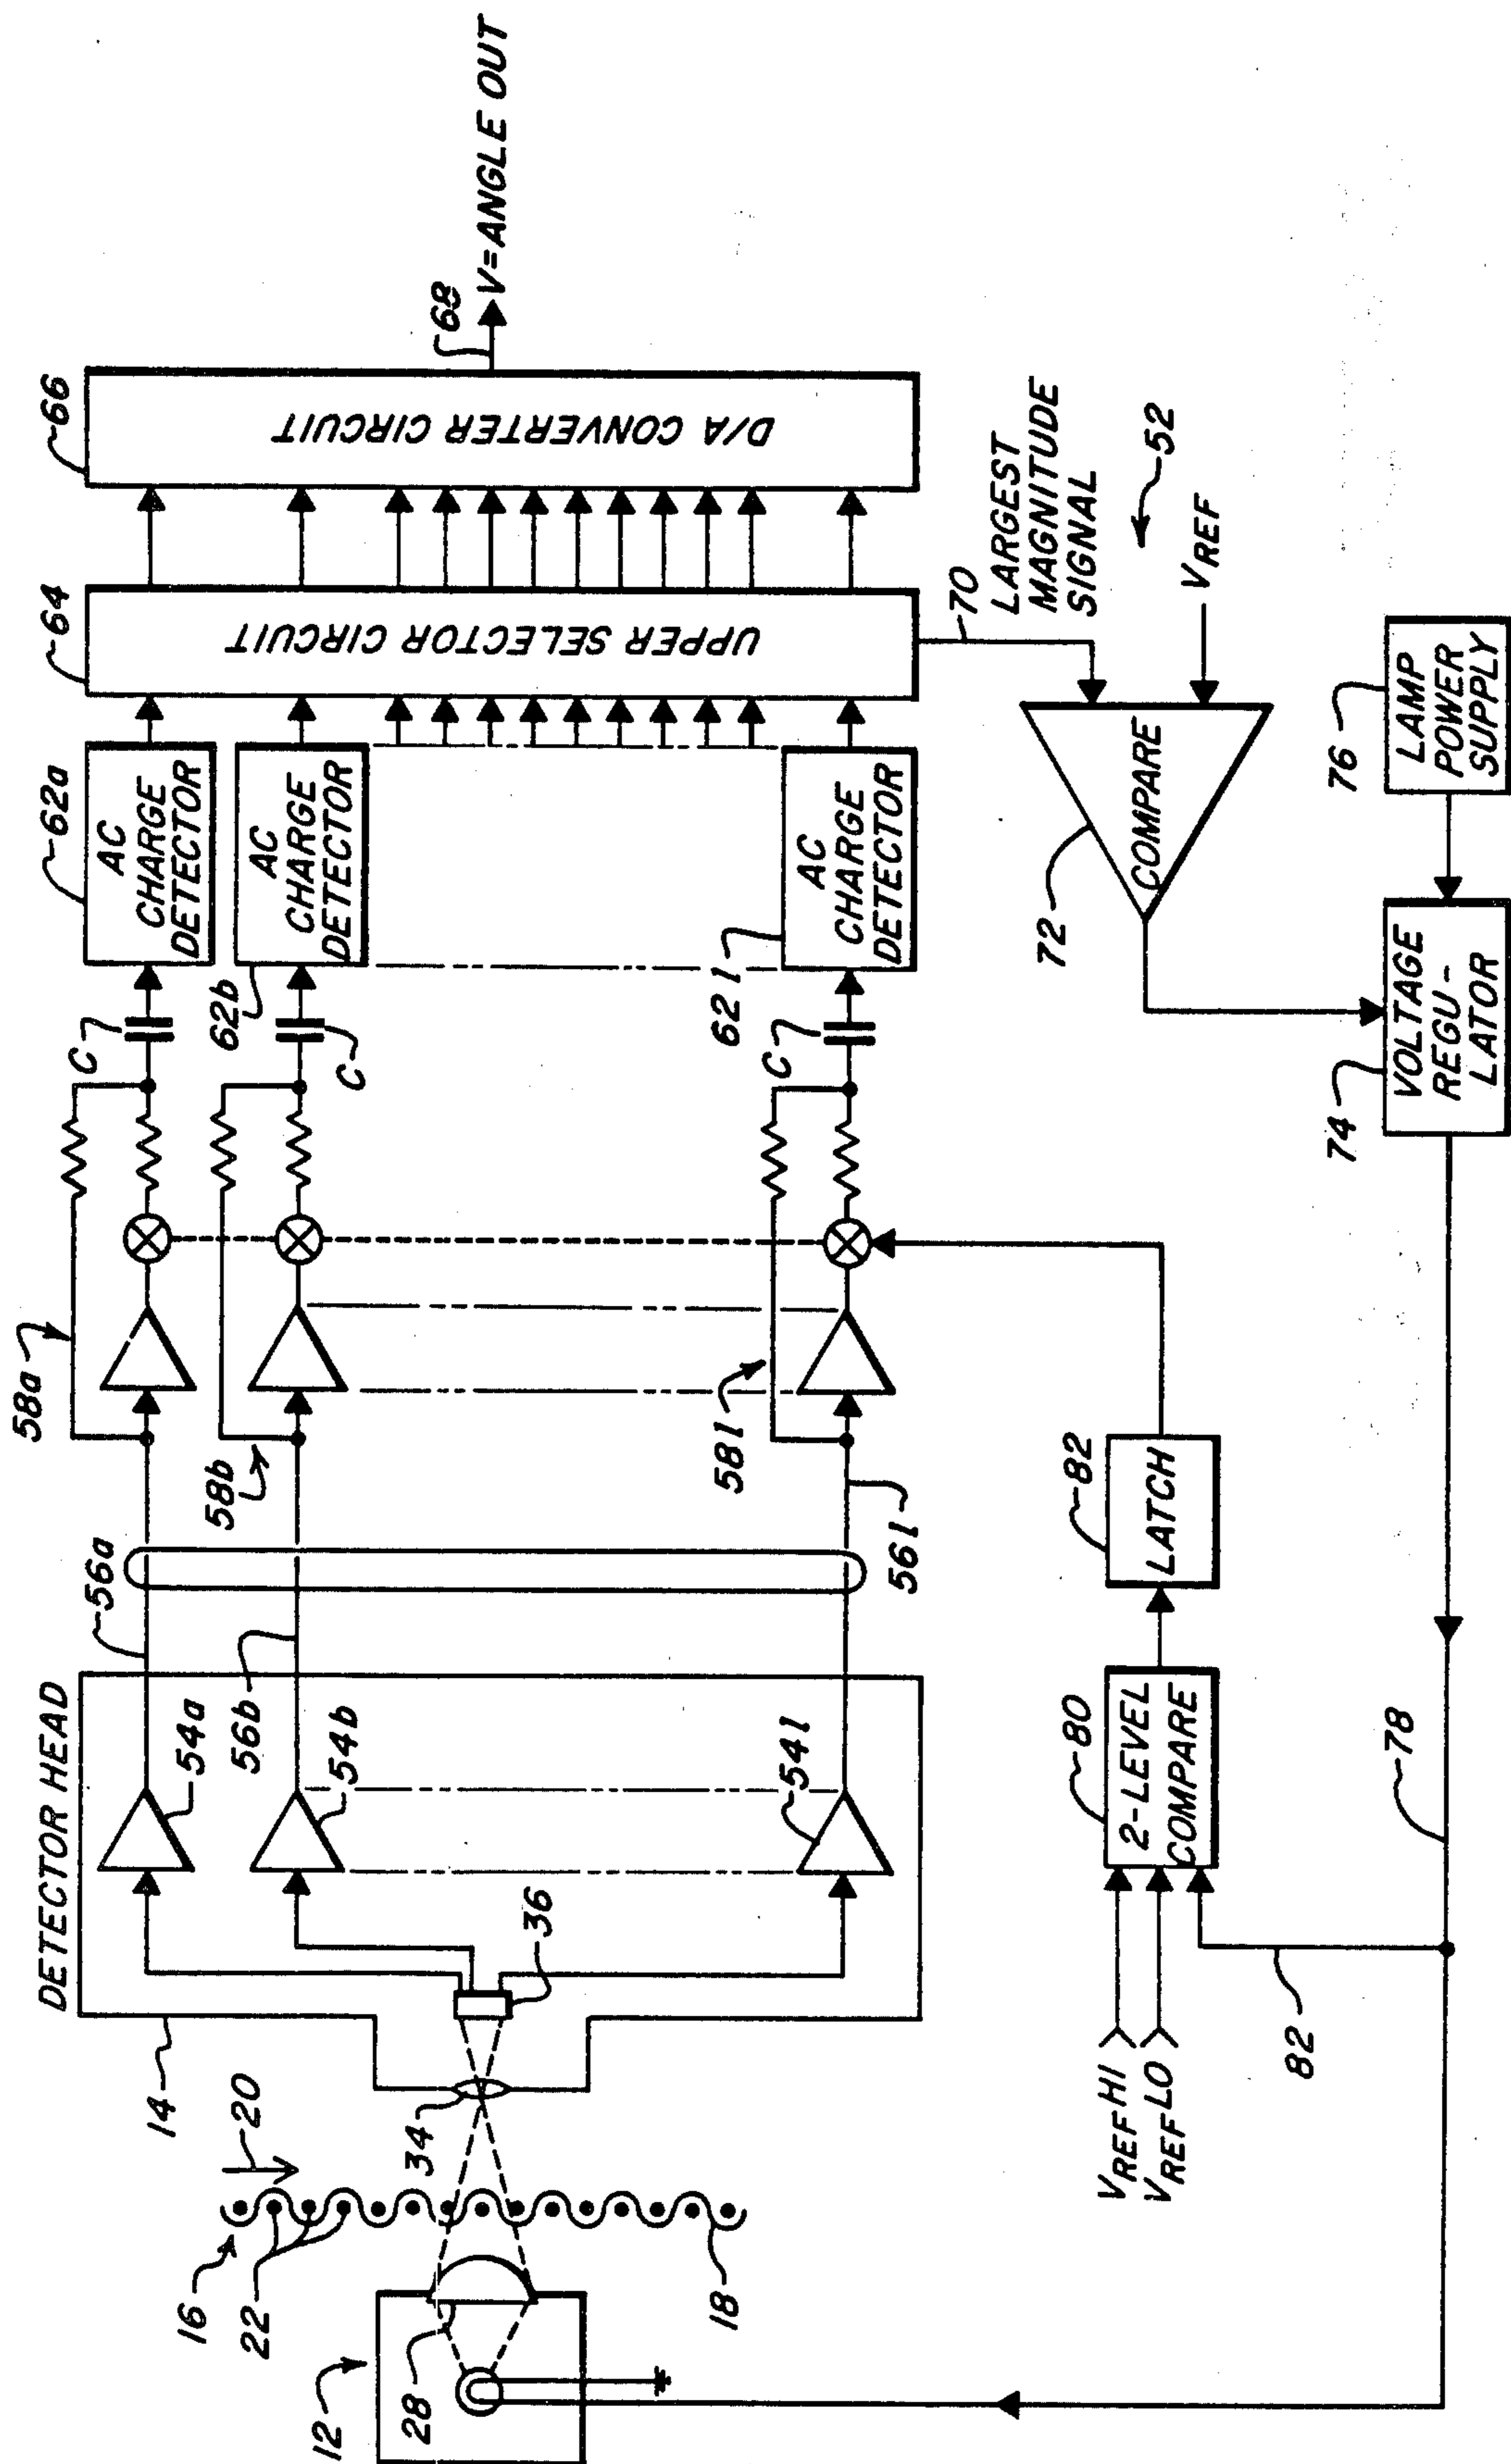 DETECTOR HEAD
14
20
16
22
12
28
18
34
36
54a
54b
54l
56a
56b
56l
58a
58b
58l
C
C
C
62a
AC
CHARGE
DETECTOR
62b
AC
CHARGE
DETECTOR
62l
AC
CHARGE
DETECTOR
64
UPPER SELECTOR CIRCUIT
66
D/A CONVERTER CIRCUIT
68
V=ANGLE OUT
70
LARGEST
MAGNITUDE
SIGNAL
52
VREF
72
COMPARE
76
LAMP
POWER
SUPPLY
74
VOLTAGE
REGU-
LATOR
78
80
2-LEVEL
COMPARE
82
LATCH
VREF HI
VREF LO
82